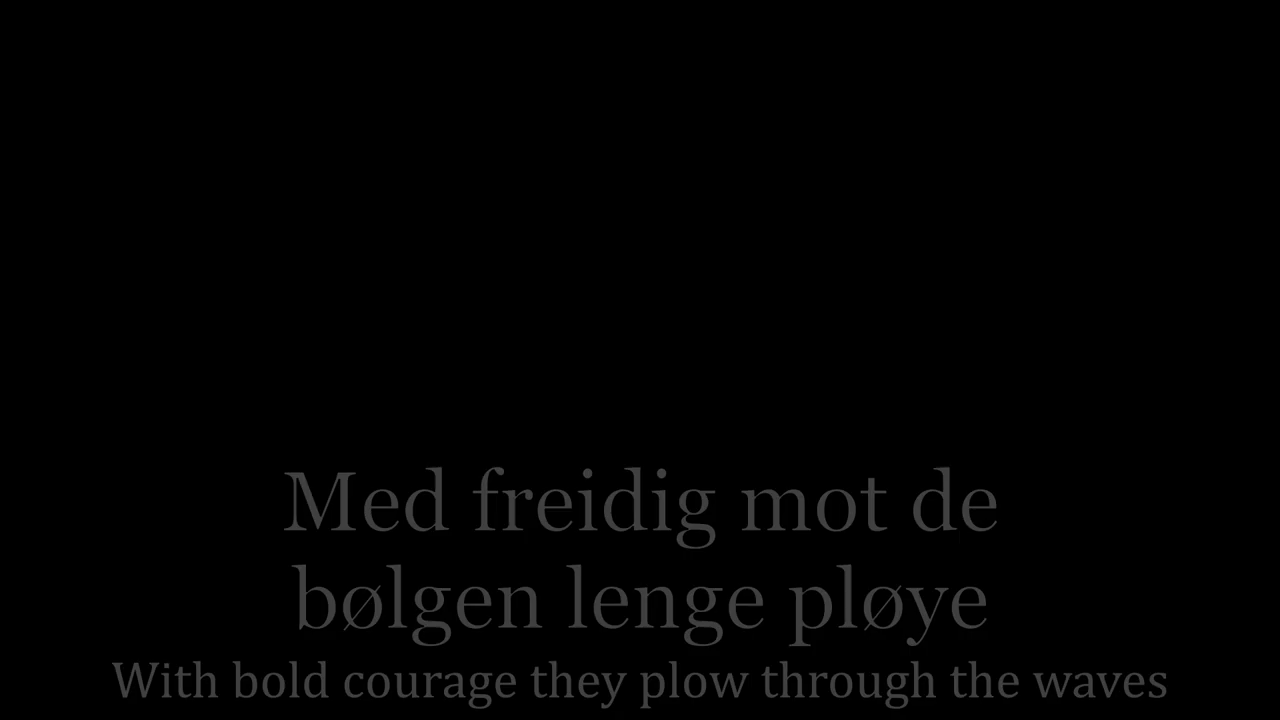 Med freidig mot de
bølgen lenge pløye
With bold courage they plow through the waves